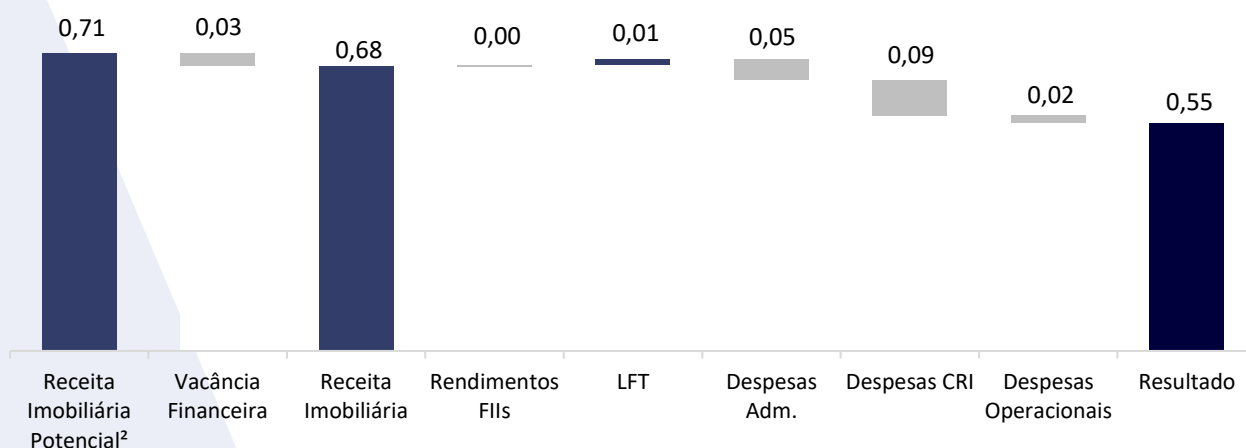 0,71
0,03
0,68
0,00
0,01
0,05
0,09
0,02
0,55
Receita
Imobiliária
Potencial²
Vacância
Financeira
Receita
Imobiliária
Rendimentos
FIIs
LFT
Despesas
Adm.
Despesas CRI
Despesas
Operacionais
Resultado